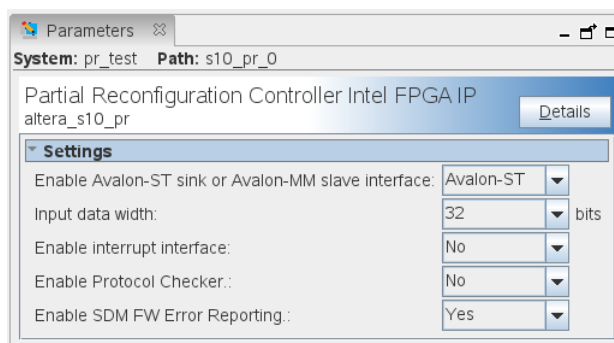 Parameters
System: pr_test Path: s10_pr_0
Partial Reconfiguration Controller Intel FPGA IP
altera_s10_pr
Details
Settings
Enable Avalon-ST sink or Avalon-MM slave interface: Avalon-ST
Input data width: 32 bits
Enable interrupt interface: No
Enable Protocol Checker.: No
Enable SDM FW Error Reporting.: Yes